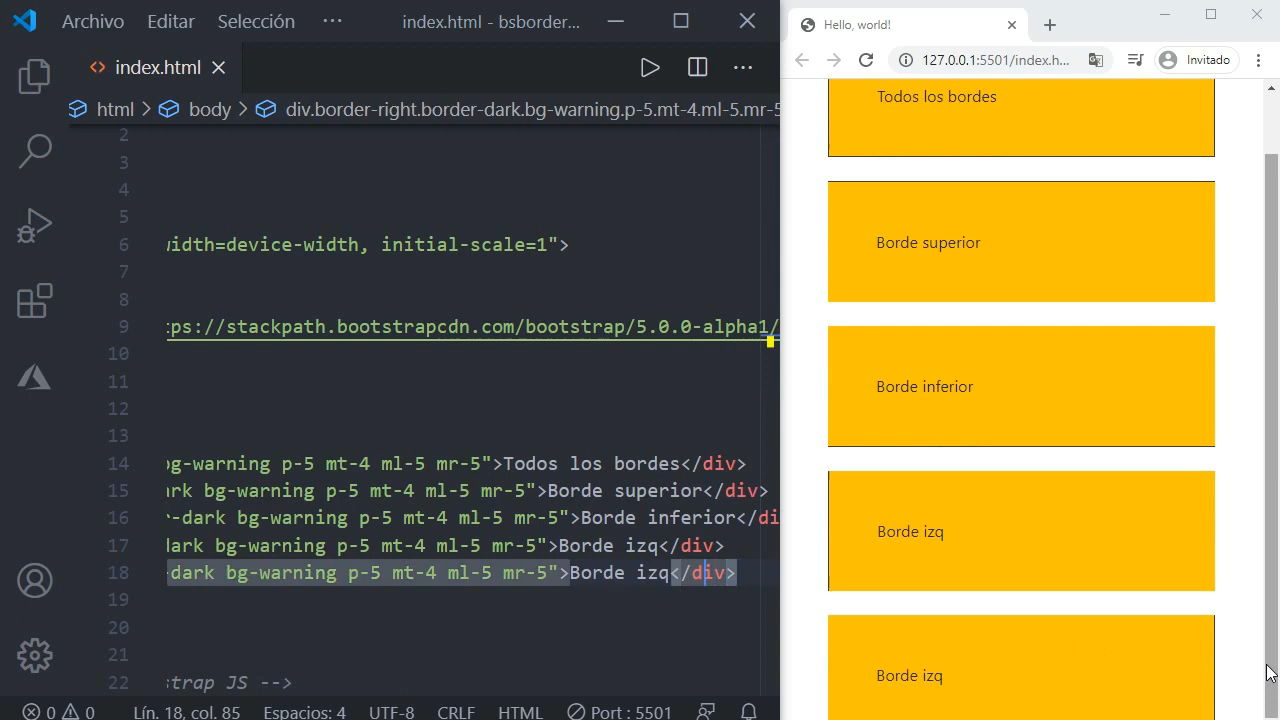 Archivo Editar Selección ··· index.html - bsborder...
index.html
html > body > div.border-right.border-dark.bg-warning.p-5.mt-4.ml-5.mr-5
2
3
4
5
6 width=device-width, initial-scale=1">
7
8
9 tps://stackpath.bootstrapcdn.com/bootstrap/5.0.0-alpha1/
10
11
12
13
14 bg-warning p-5 mt-4 ml-5 mr-5">Todos los bordes</div>
15 ark bg-warning p-5 mt-4 ml-5 mr-5">Borde superior</div>
16 r-dark bg-warning p-5 mt-4 ml-5 mr-5">Borde inferior</di
17 dark bg-warning p-5 mt-4 ml-5 mr-5">Borde izq</div>
18 -dark bg-warning p-5 mt-4 ml-5 mr-5">Borde izq</div>
19
20
21
22 strap JS -->
0 0 Lín. 18, col. 85 Espacios: 4 UTF-8 CRLF HTML Port : 5501
Hello, world!
127.0.0.1:5501/index.h... Invitado
Todos los bordes
Borde superior
Borde inferior
Borde izq
Borde izq